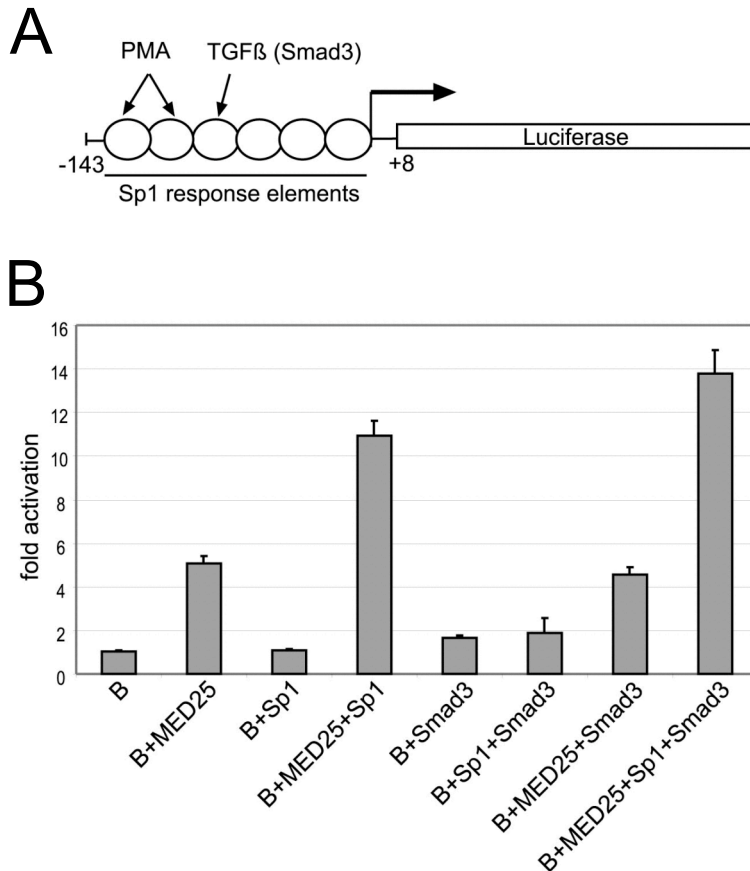 A
PMA TGFß (Smad3)
Luciferase
-143 +8
Sp1 response elements
B
16
14
12
10
8
6
4
2
0
fold activation
B
B+MED25
B+Sp1
B+MED25+Sp1
B+Smad3
B+Sp1+Smad3
B+MED25+Smad3
B+MED25+Sp1+Smad3